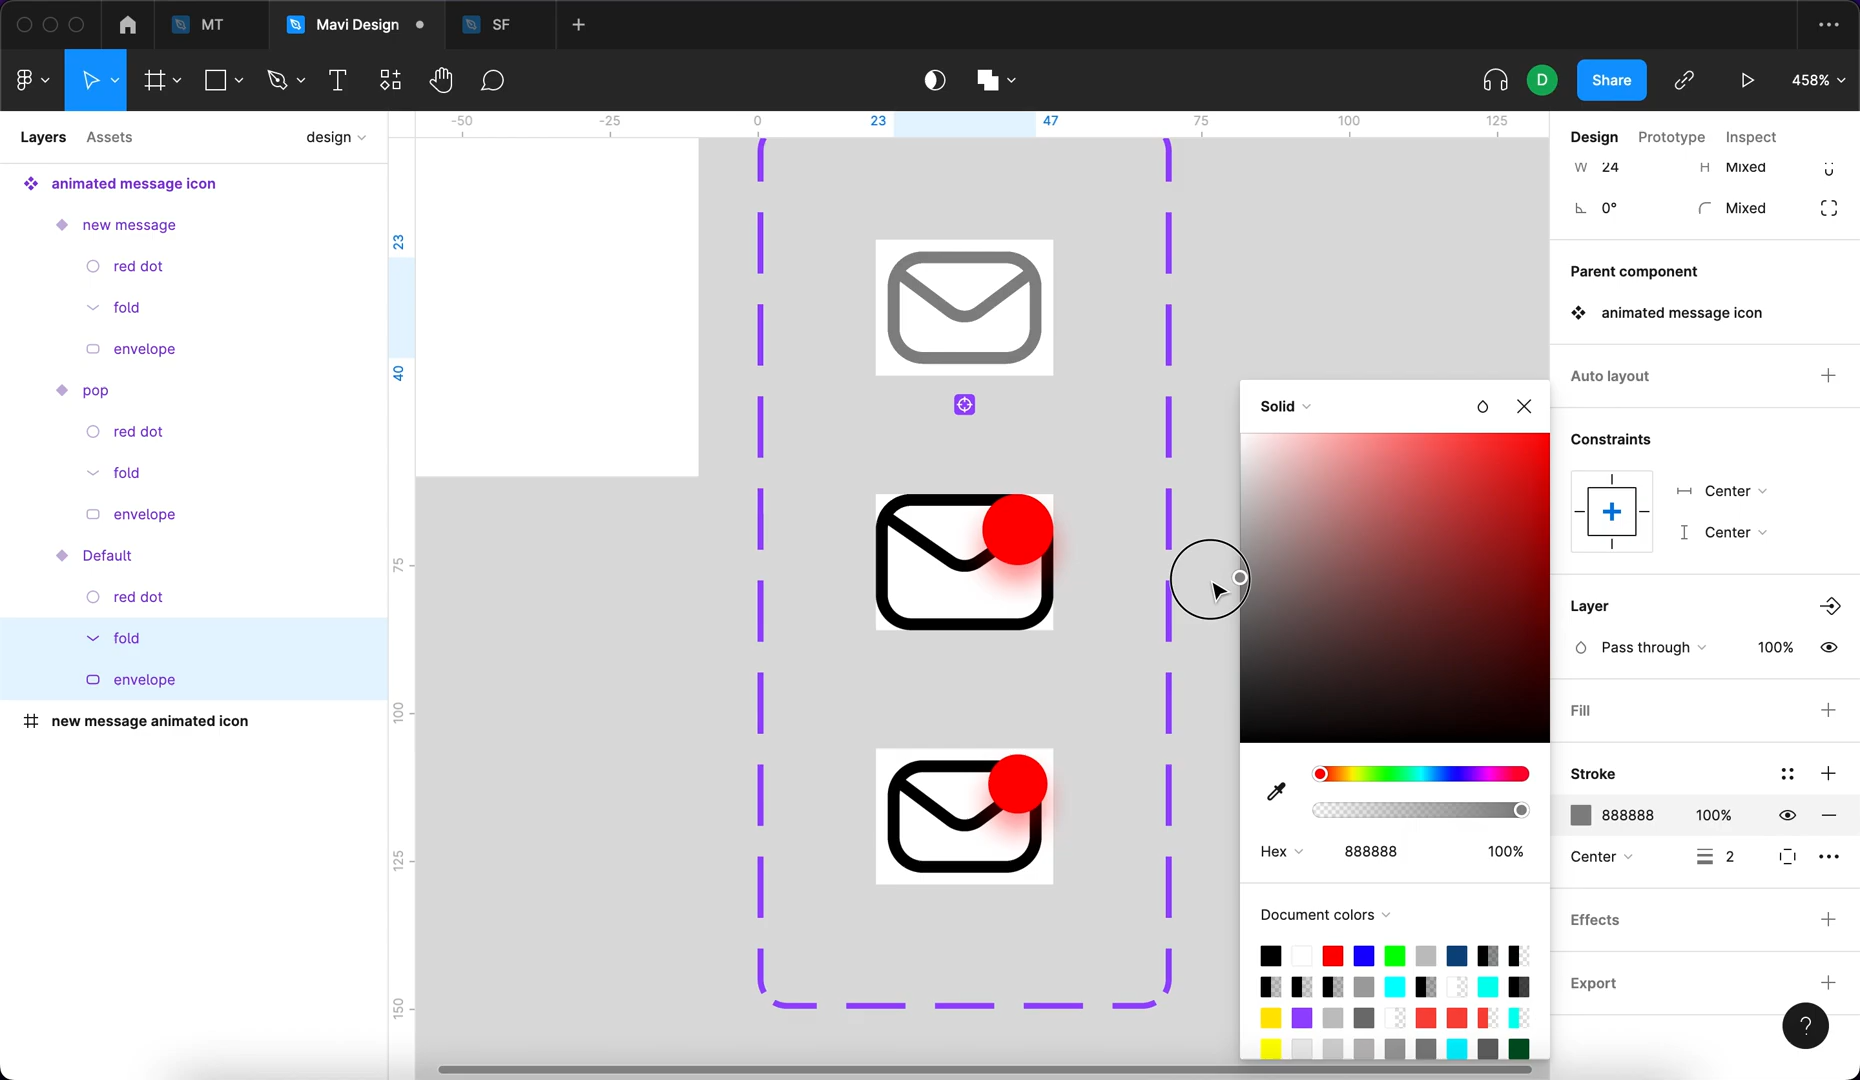 MT
Mavi Design
SF
D
Share
458%
Layers
Assets
design
-50
-25
0
23
47
75
100
125
Design
Prototype
Inspect
W 24
H Mixed
0°
Mixed
animated message icon
new message
red dot
fold
envelope
pop
red dot
fold
envelope
Default
red dot
fold
envelope
new message animated icon
23
40
75
100
125
150
Solid
Hex
888888
100%
Document colors
Parent component
animated message icon
Auto layout
Constraints
Center
Center
Layer
Pass through
100%
Fill
Stroke
888888
100%
Center
2
Effects
Export
?